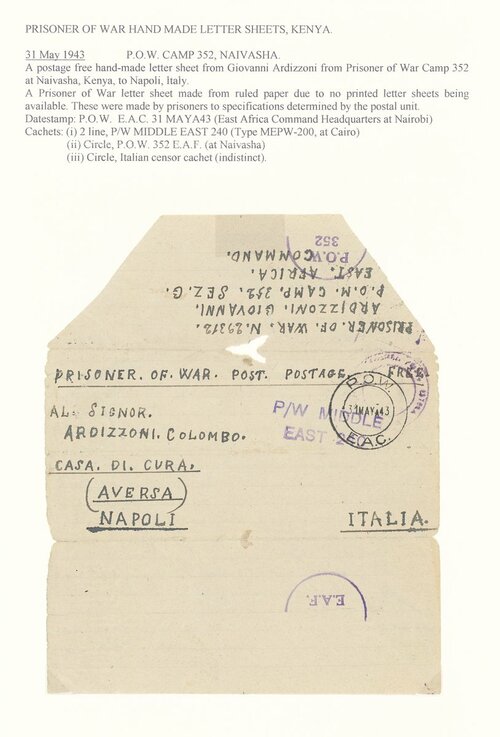 PRISONER OF WAR HAND MADE LETTER SHEETS, KENYA.
31 May 1943 P.O.W. CAMP 352, NAIVASHA.
A postage free hand-made letter sheet from Giovanni Ardizzoni from Prisoner of War Camp 352
at Naivasha, Kenya, to Napoli, Italy.
A Prisoner of War letter sheet made from ruled paper due to no printed letter sheets being
available. These were made by prisoners to specifications determined by the postal unit.
Datestamp: P.O.W. E.A.C. 31 MAYA43 (East Africa Command Headquarters at Nairobi)
Cachets: (i) 2 line, P/W MIDDLE EAST 240 (Type MEPW-200, at Cairo)
(ii) Circle, P.O.W. 352 E.A.F. (at Naivasha)
(iii) Circle, Italian censor cachet (indistinct).
P.O.W
352
COMMAND.
EAST. AFRICA.
P.O.M. CAMP. 352. SEZ. G.
ARDIZZONI. GIOVANNI.
PRISONER. OF. WAR. N. 29312.
PRISONER. OF. WAR. POST. POSTAGE. FREE.
P.O.W
31MAYA43
E.A.C.
AL: SIGNOR.
P/W MIDDLE
ARDIZZONI. COLOMBO.
EAST 240
CASA. DI. CURA.
(AVERSA)
NAPOLI ITALIA.
E.A.F.